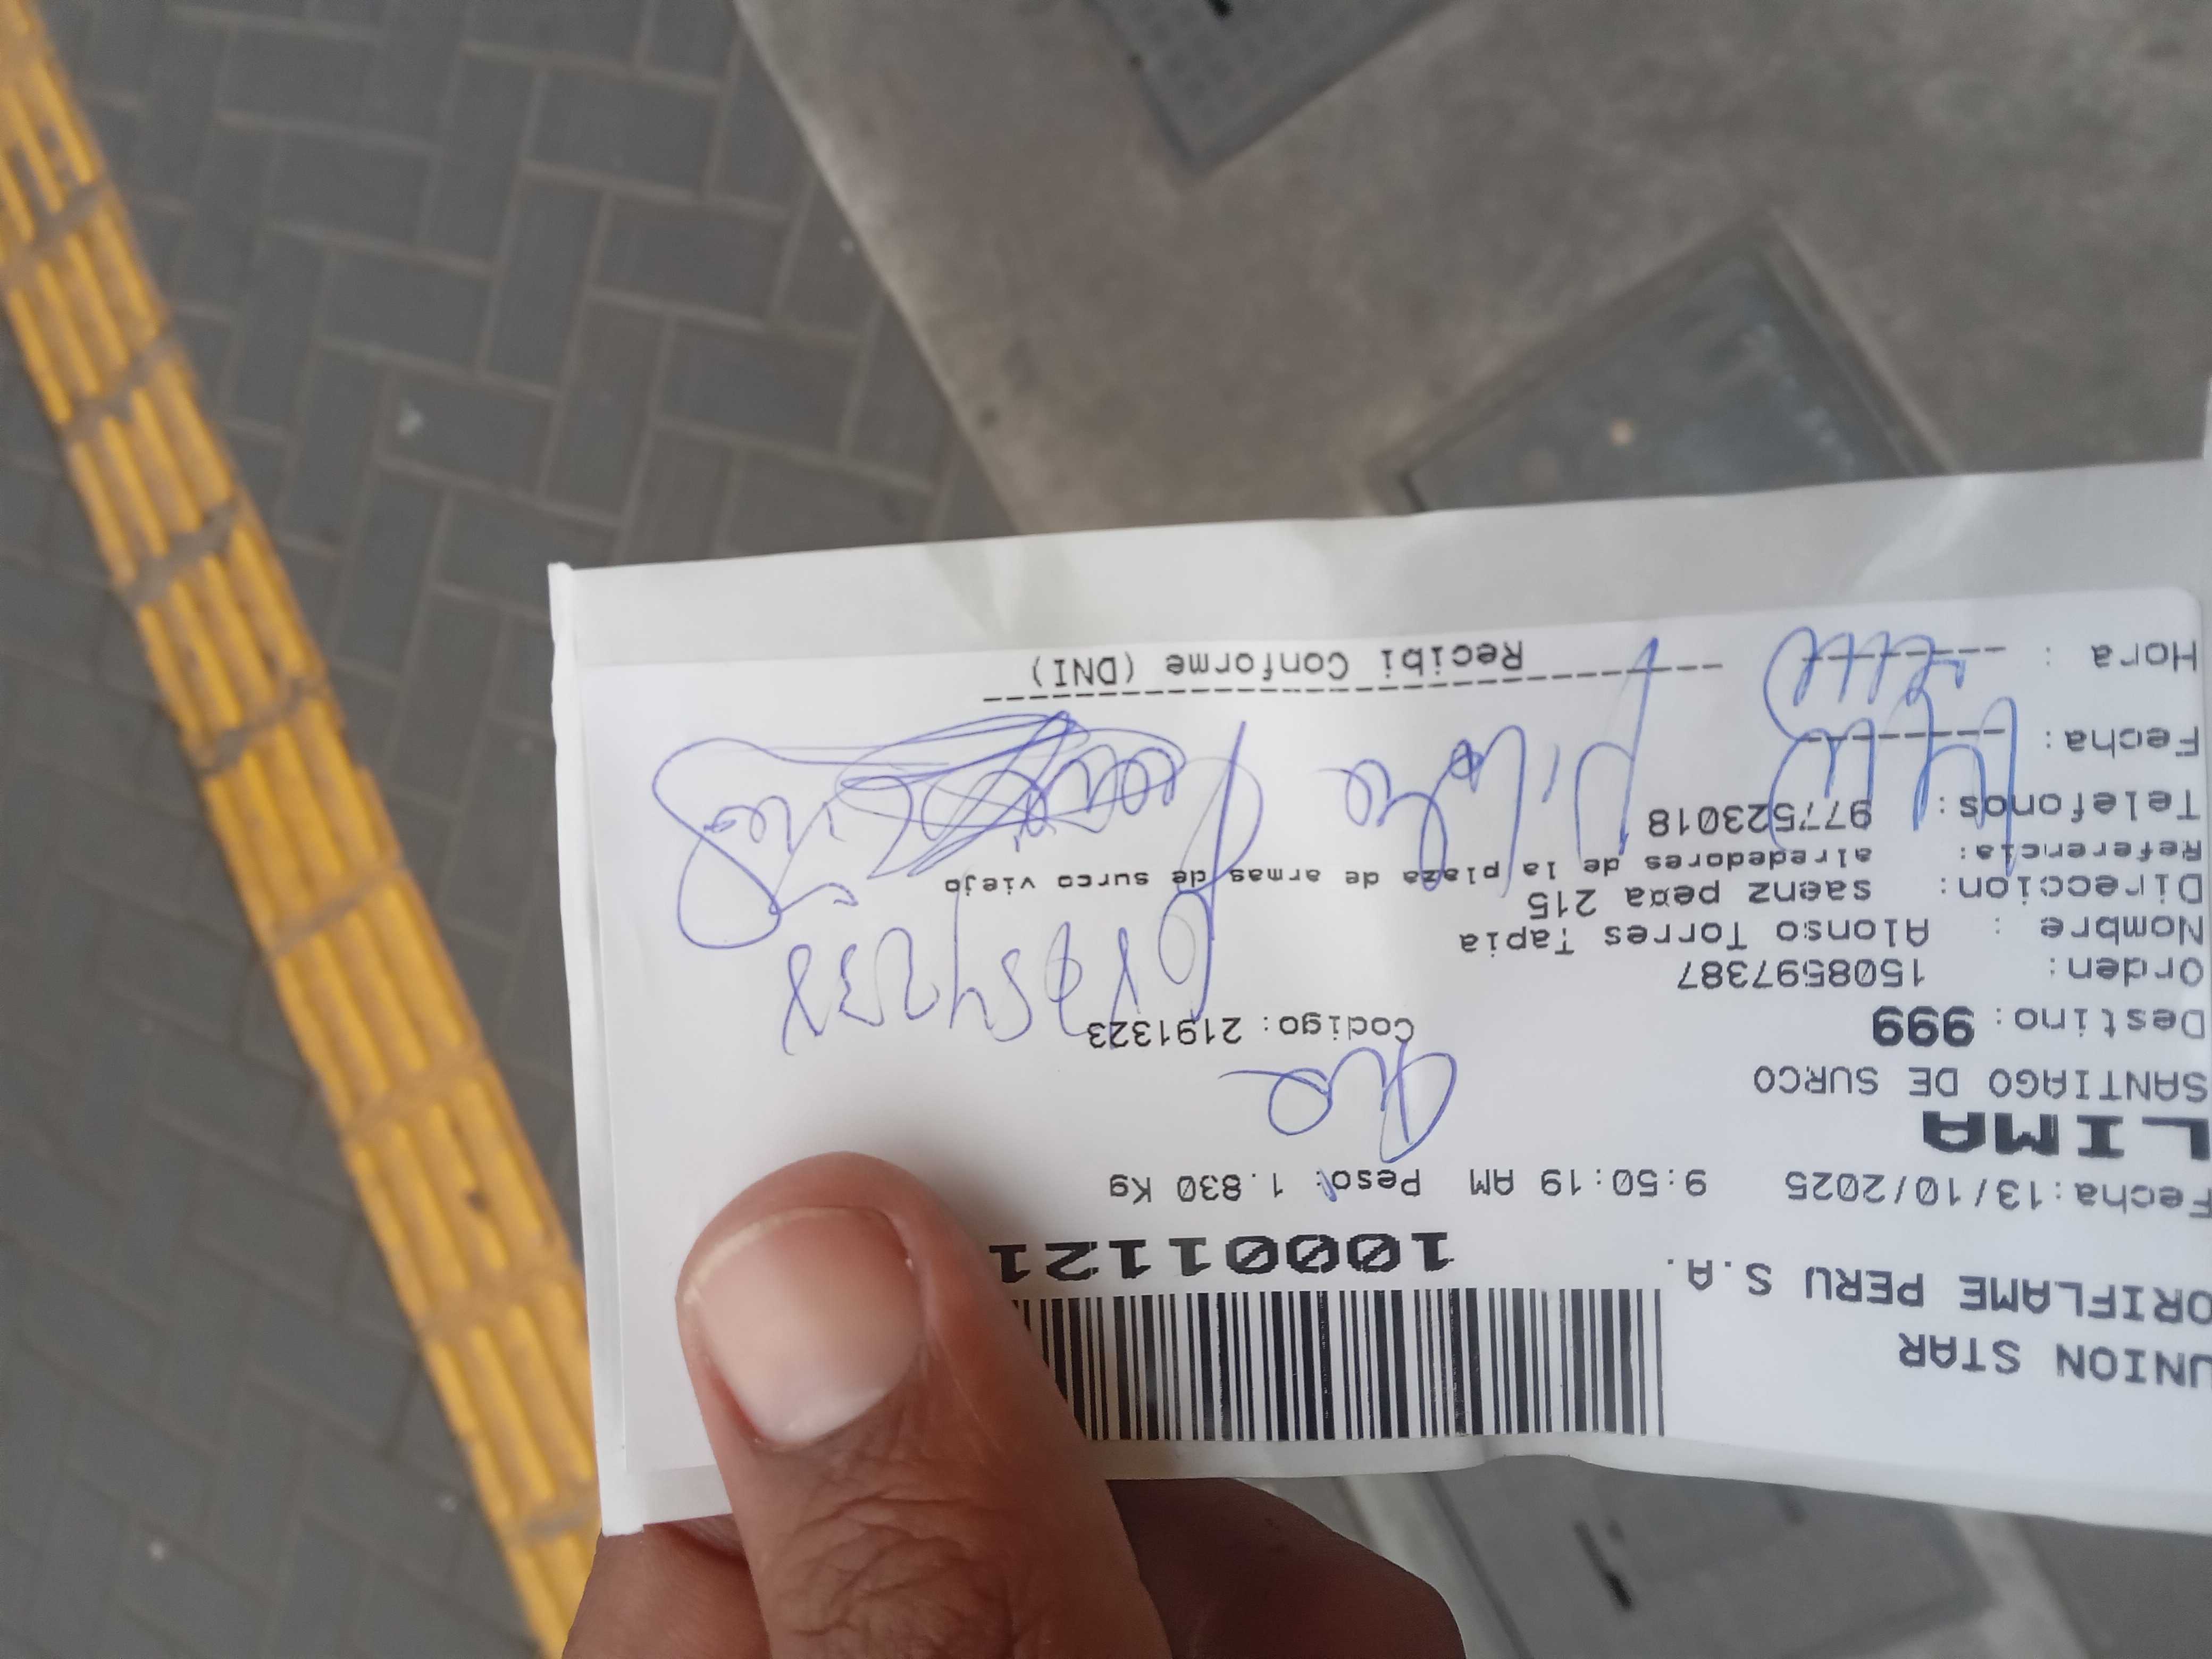 UNION STAR
ORIFLAME PERU S.A.
10001121
Fecha:13/10/2025 9:50:19 AM Peso: 1.830 Kg
LIMA
SANTIAGO DE SURCO
Destino: 999 Codigo: 2191323
Orden: 1508597387
Nombre : Alonso Torres Tapia
Direccion: saenz pe¤a 215
Referencia: alrededores de la plaza de armas de surco viejo
Telefonos: 977523018
Fecha: --------
Hora : --------
Recibi Conforme (DNI)